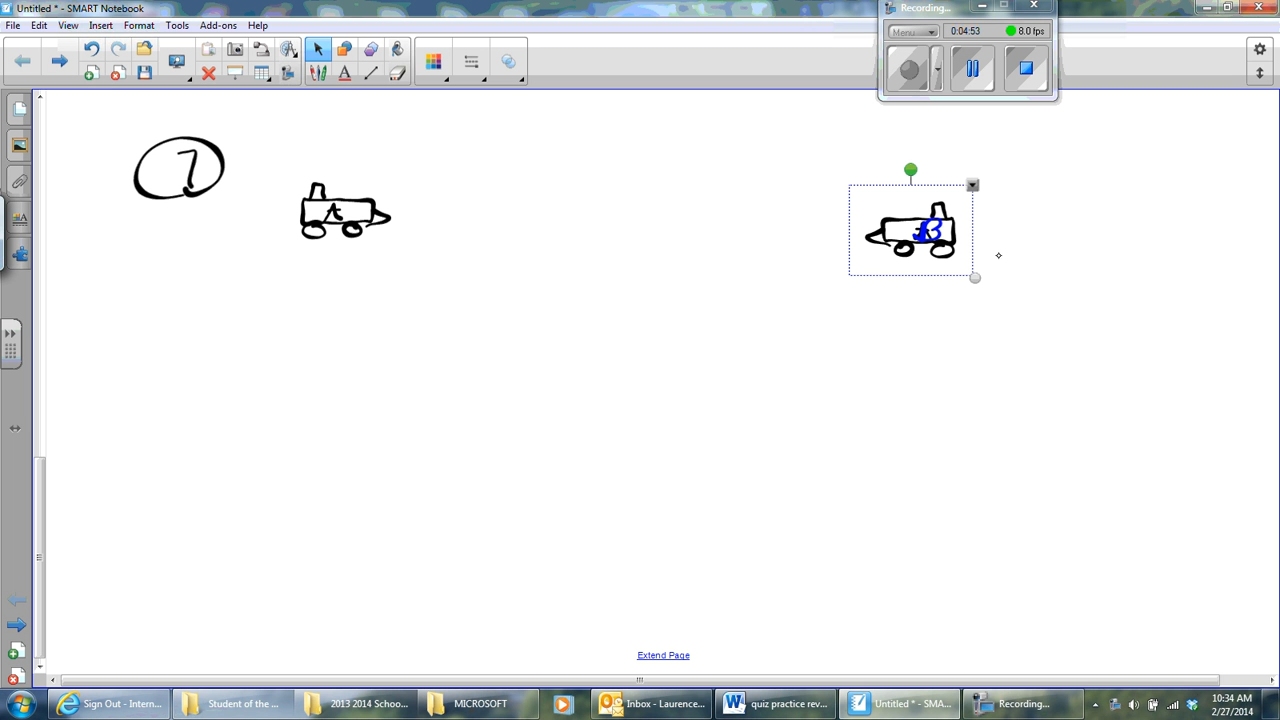 Untitled * - SMART Notebook
Recording...
File Edit View Insert Format Tools Add-ons Help
Menu 0:04:53 8.0 fps
7
A
B
Extend Page
Sign Out - Intern... Student of the ... 2013 2014 Schoo... MICROSOFT Inbox - Laurence... quiz practice rev... Untitled * - SMA... Recording...
10:34 AM
2/27/2014